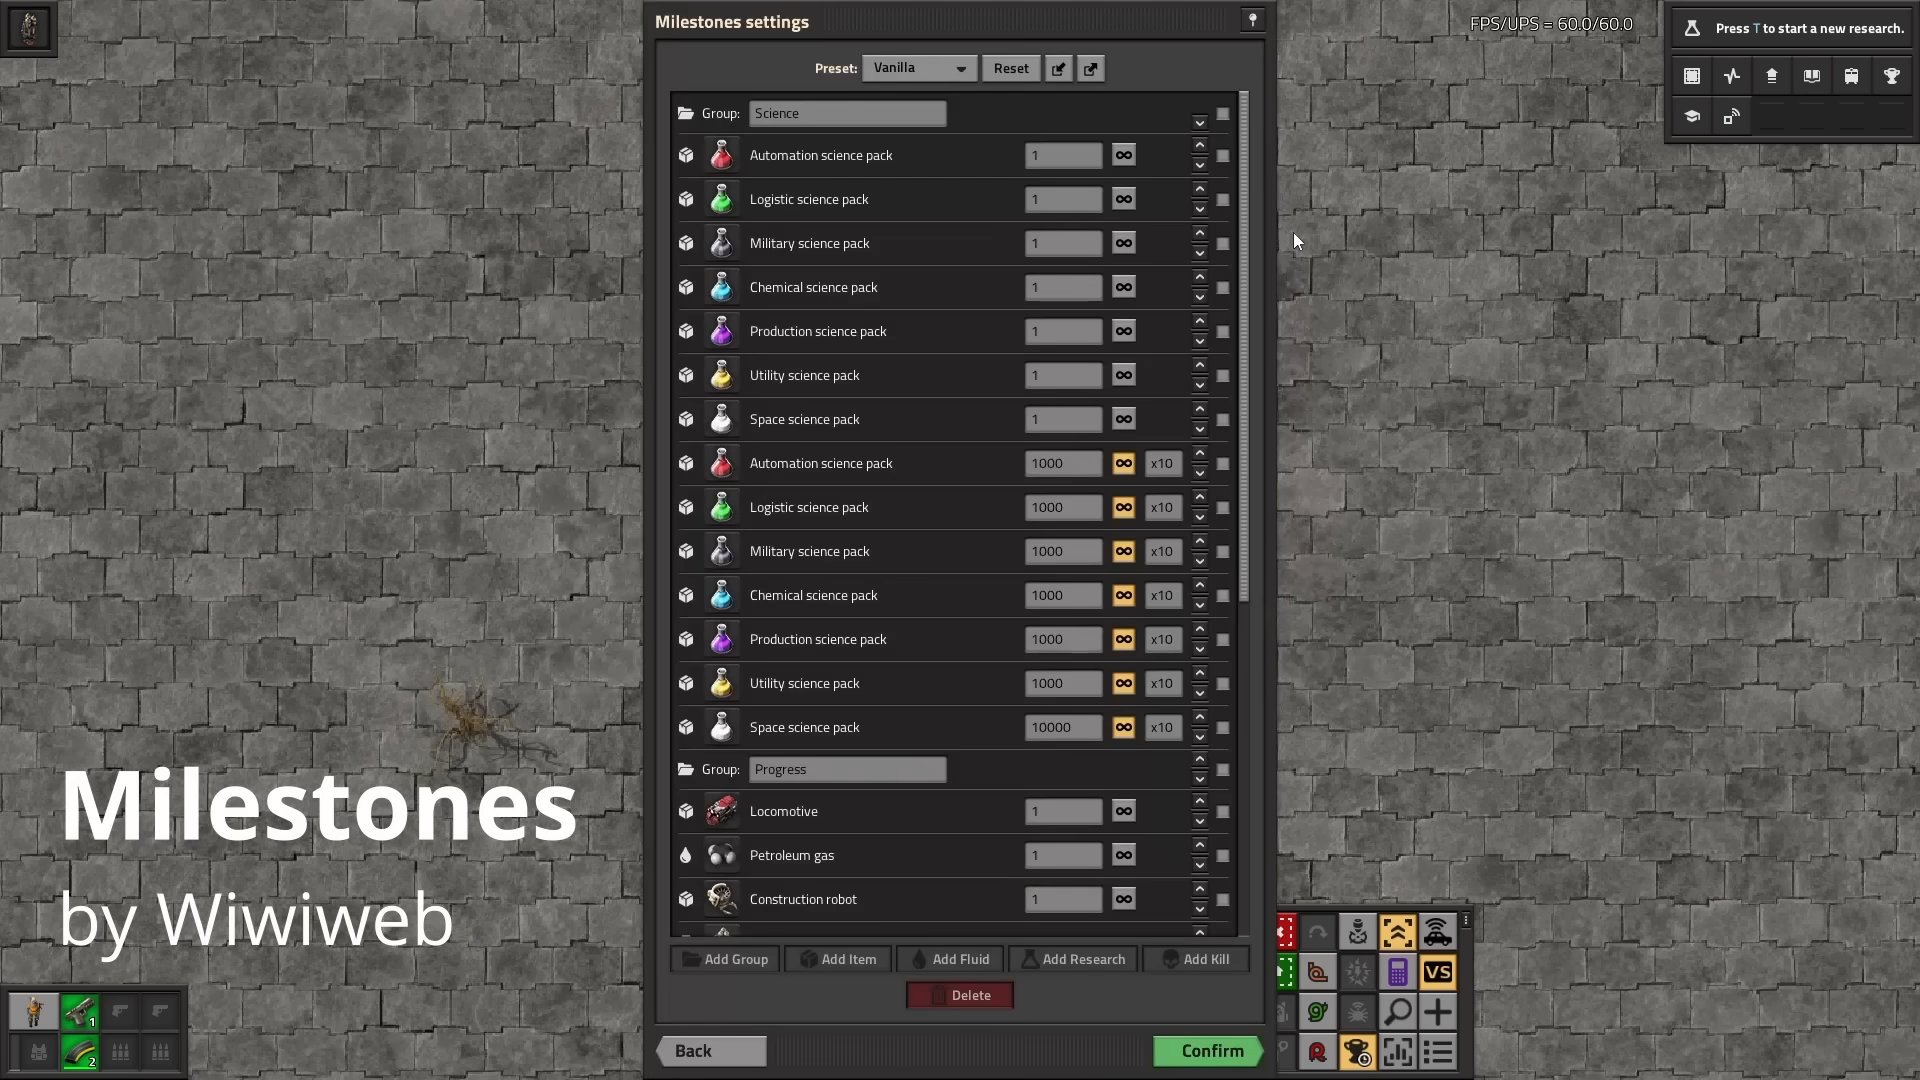 Milestones settings
FPS/UPS = 60.0/60.0
Press T to start a new research.
Preset: Vanilla Reset
Group: Science
Automation science pack 1 ∞
Logistic science pack 1 ∞
Military science pack 1 ∞
Chemical science pack 1 ∞
Production science pack 1 ∞
Utility science pack 1 ∞
Space science pack 1 ∞
Automation science pack 1000 ∞ x10
Logistic science pack 1000 ∞ x10
Military science pack 1000 ∞ x10
Chemical science pack 1000 ∞ x10
Production science pack 1000 ∞ x10
Utility science pack 1000 ∞ x10
Space science pack 10000 ∞ x10
Group: Progress
Locomotive 1 ∞
Petroleum gas 1 ∞
Construction robot 1 ∞
Add Group Add Item Add Fluid Add Research Add Kill
Delete
Back Confirm
Milestones
by Wiwiweb
1
2
VS
R